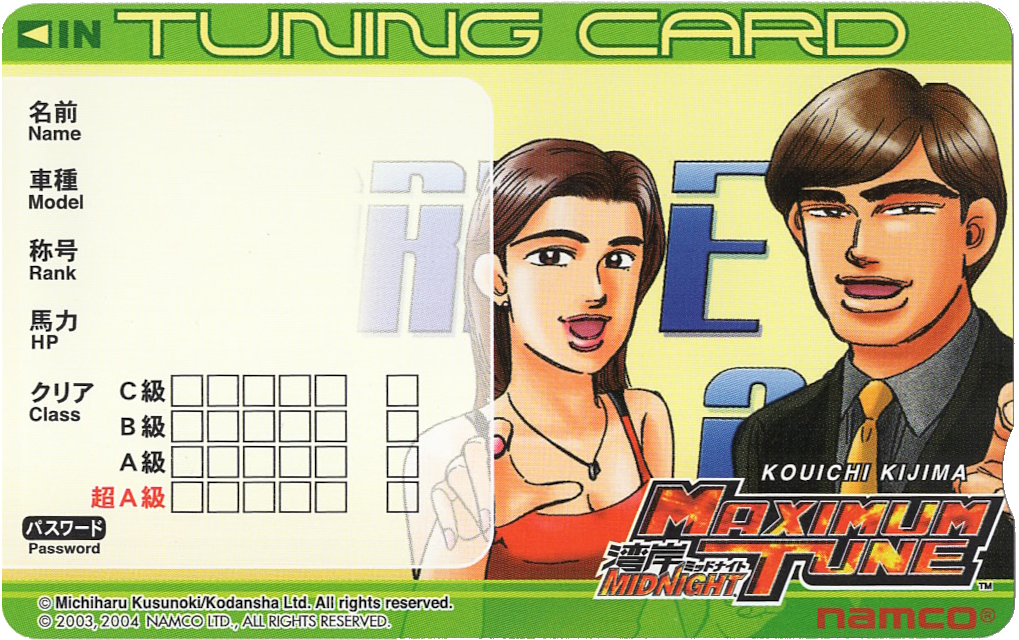 IN TUNING CARD
名前
Name
車種
Model
称号
Rank
馬力
HP
クリア
Class
C級
B級
A級
超A級
パスワード
Password
KOUICHI KIJIMA
MAXIMUM
TUNE
湾岸
ミッドナイト
MIDNIGHT
TM
© Michiharu Kusunoki/Kodansha Ltd. All rights reserved.
© 2003, 2004 NAMCO LTD., ALL RIGHTS RESERVED.
namco®